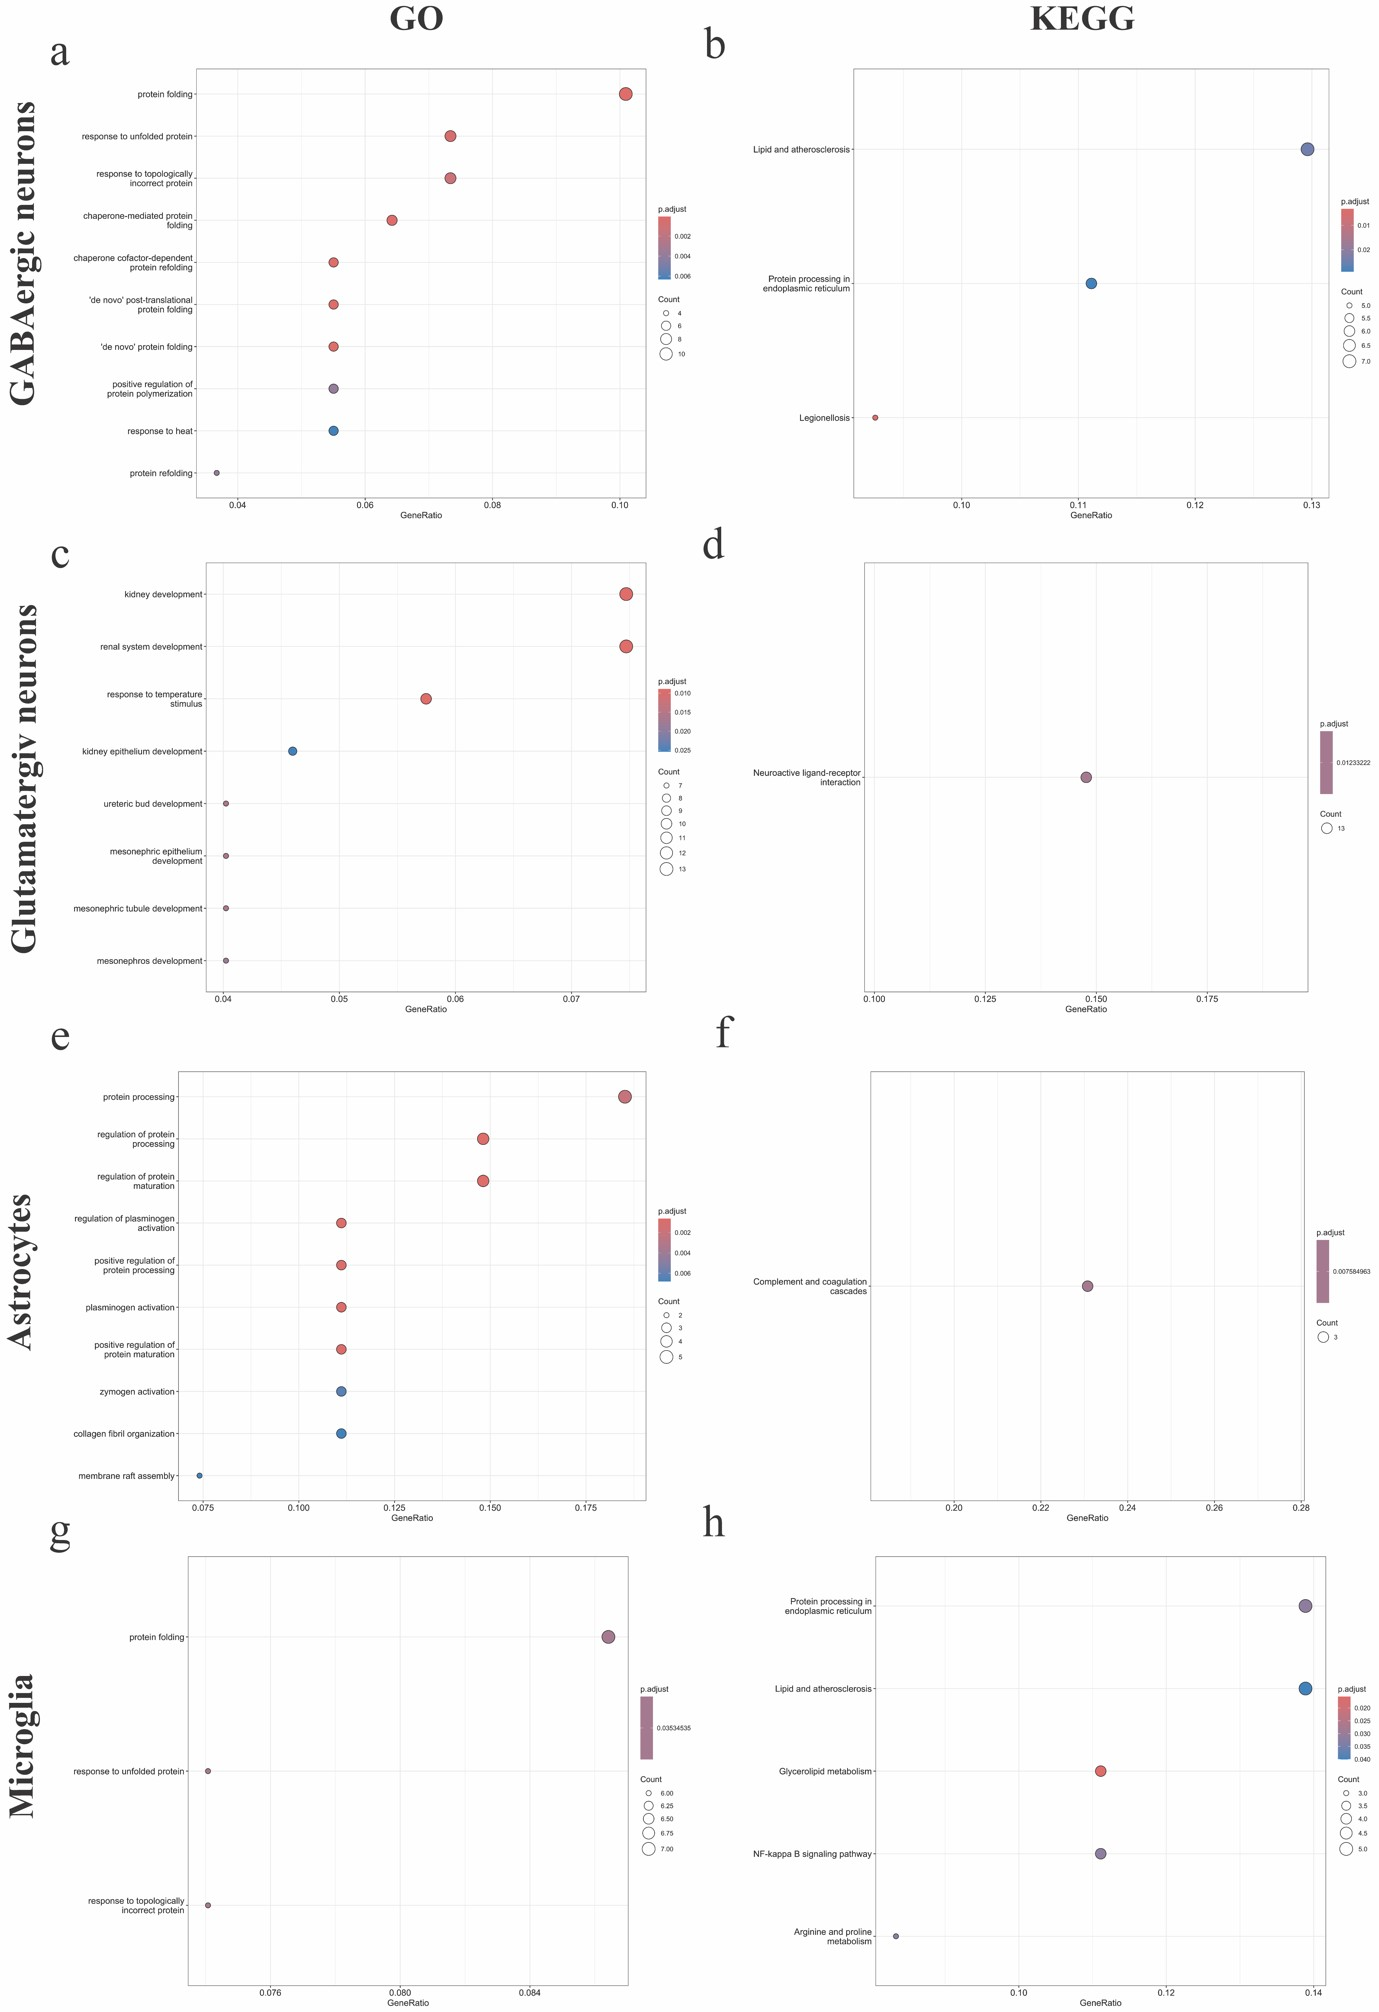 GO
KEGG
a
GABAergic neurons
protein folding
response to unfolded protein
response to topologically
incorrect protein
chaperone-mediated protein
folding
chaperone cofactor-dependent
protein refolding
'de novo' post-translational
protein folding
'de novo' protein folding
positive regulation of
protein polymerization
response to heat
protein refolding
0.04 0.06 0.08 0.10
GeneRatio
p.adjust
0.002
0.004
0.006
Count
4
6
8
10
b
Lipid and atherosclerosis
Protein processing in
endoplasmic reticulum
Legionellosis
0.10 0.11 0.12 0.13
GeneRatio
p.adjust
0.01
0.02
Count
5.0
5.5
6.0
6.5
7.0
c
Glutamatergiv neurons
kidney development
renal system development
response to temperature
stimulus
kidney epithelium development
ureteric bud development
mesonephric epithelium
development
mesonephric tubule development
mesonephros development
0.04 0.05 0.06 0.07
GeneRatio
p.adjust
0.010
0.015
0.020
0.025
Count
7
8
9
10
11
12
13
d
Neuroactive ligand-receptor
interaction
0.100 0.125 0.150 0.175
GeneRatio
p.adjust
0.01233222
Count
13
e
Astrocytes
protein processing
regulation of protein
processing
regulation of protein
maturation
regulation of plasminogen
activation
positive regulation of
protein processing
plasminogen activation
positive regulation of
protein maturation
zymogen activation
collagen fibril organization
membrane raft assembly
0.075 0.100 0.125 0.150 0.175
GeneRatio
p.adjust
0.002
0.004
0.006
Count
2
3
4
5
f
Complement and coagulation
cascades
0.20 0.22 0.24 0.26 0.28
GeneRatio
p.adjust
0.007584963
Count
3
g
Microglia
protein folding
response to unfolded protein
response to topologically
incorrect protein
0.076 0.080 0.084
GeneRatio
p.adjust
0.03534535
Count
6.00
6.25
6.50
6.75
7.00
h
Protein processing in
endoplasmic reticulum
Lipid and atherosclerosis
Glycerolipid metabolism
NF-kappa B signaling pathway
Arginine and proline
metabolism
0.10 0.12 0.14
GeneRatio
p.adjust
0.020
0.025
0.030
0.035
0.040
Count
3.0
3.5
4.0
4.5
5.0